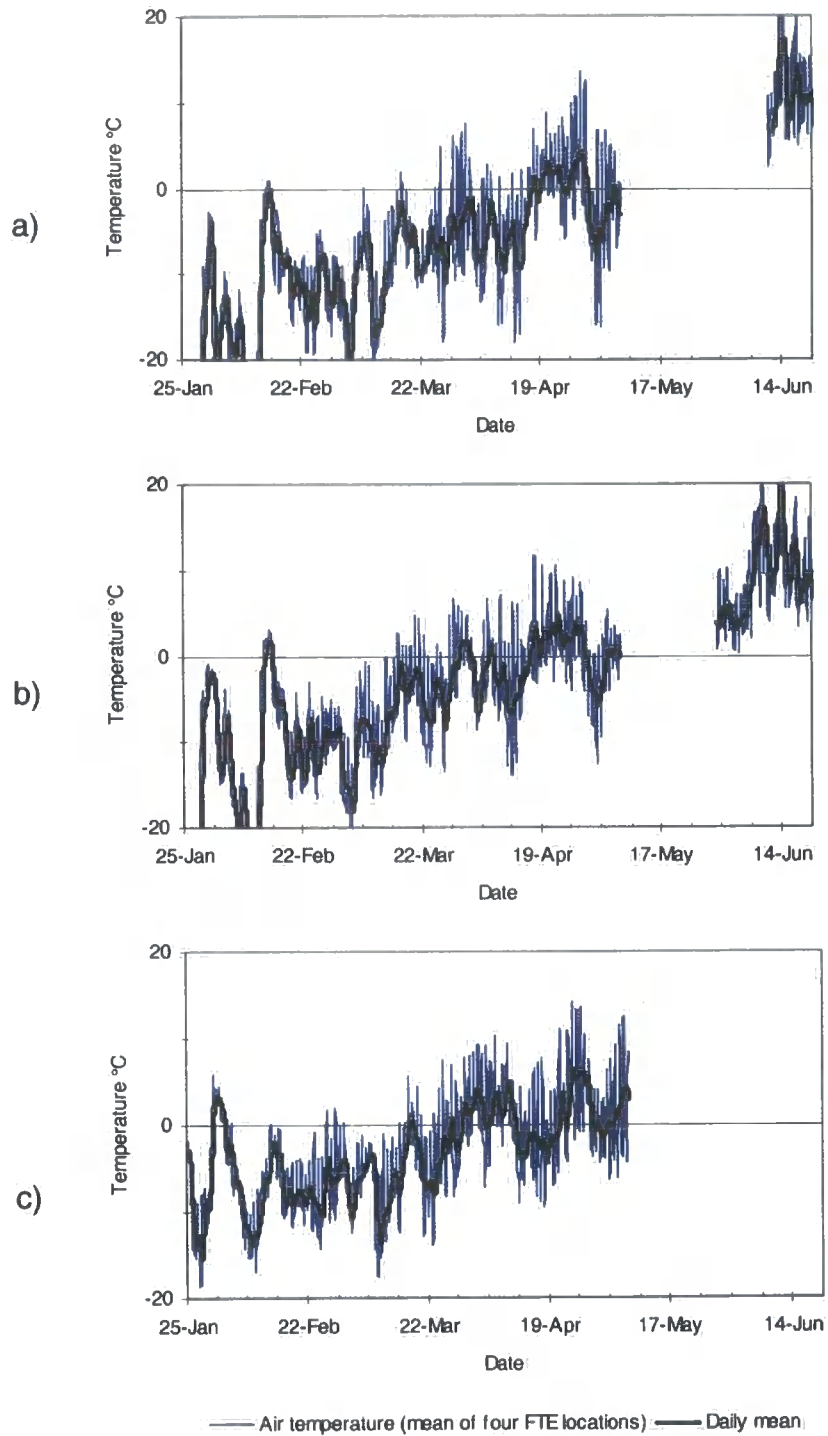 a)
Temperature °C
20
0
-20
25-Jan 22-Feb 22-Mar 19-Apr 17-May 14-Jun
Date
b)
Temperature °C
20
0
-20
25-Jan 22-Feb 22-Mar 19-Apr 17-May 14-Jun
Date
c)
Temperature °C
20
0
-20
25-Jan 22-Feb 22-Mar 19-Apr 17-May 14-Jun
Date
Air temperature (mean of four FTE locations) Daily mean